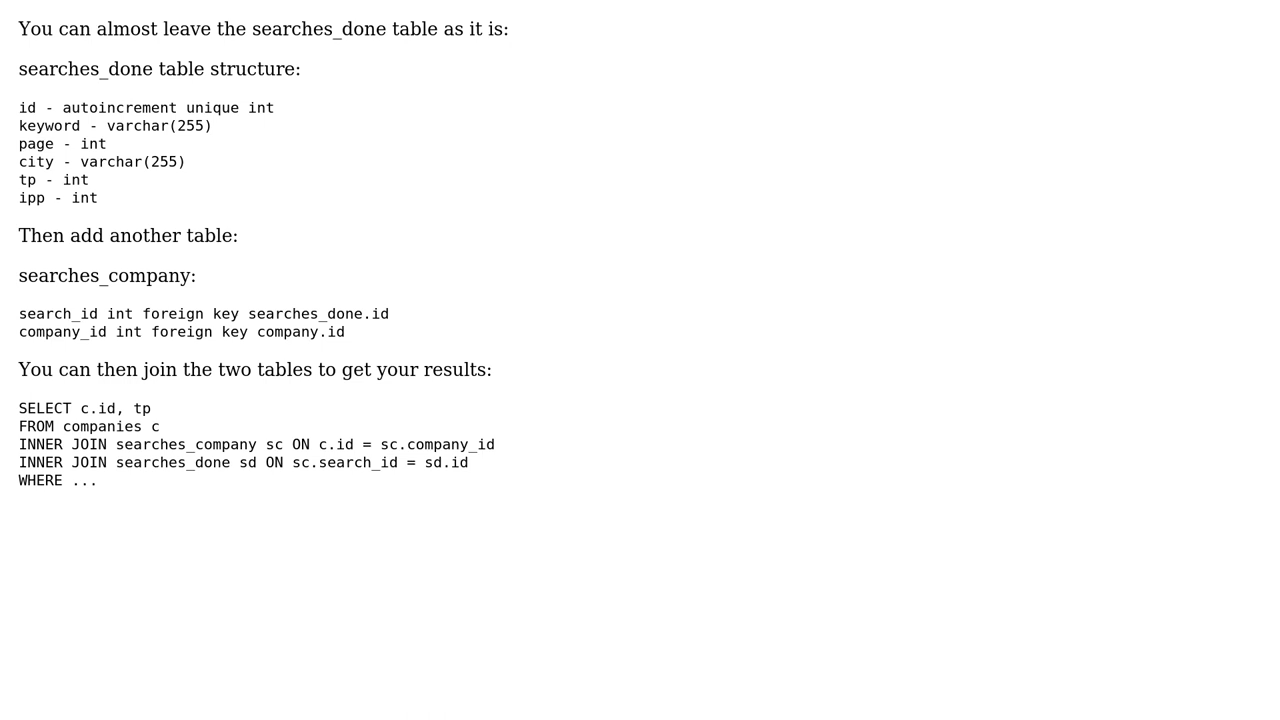 You can almost leave the searches_done table as it is:
searches_done table structure:
id - autoincrement unique int
keyword - varchar(255)
page - int
city - varchar(255)
tp - int
ipp - int
Then add another table:
searches_company:
search_id int foreign key searches_done.id
company_id int foreign key company.id
You can then join the two tables to get your results:
SELECT c.id, tp
FROM companies c
INNER JOIN searches_company sc ON c.id = sc.company_id
INNER JOIN searches_done sd ON sc.search_id = sd.id
WHERE ...